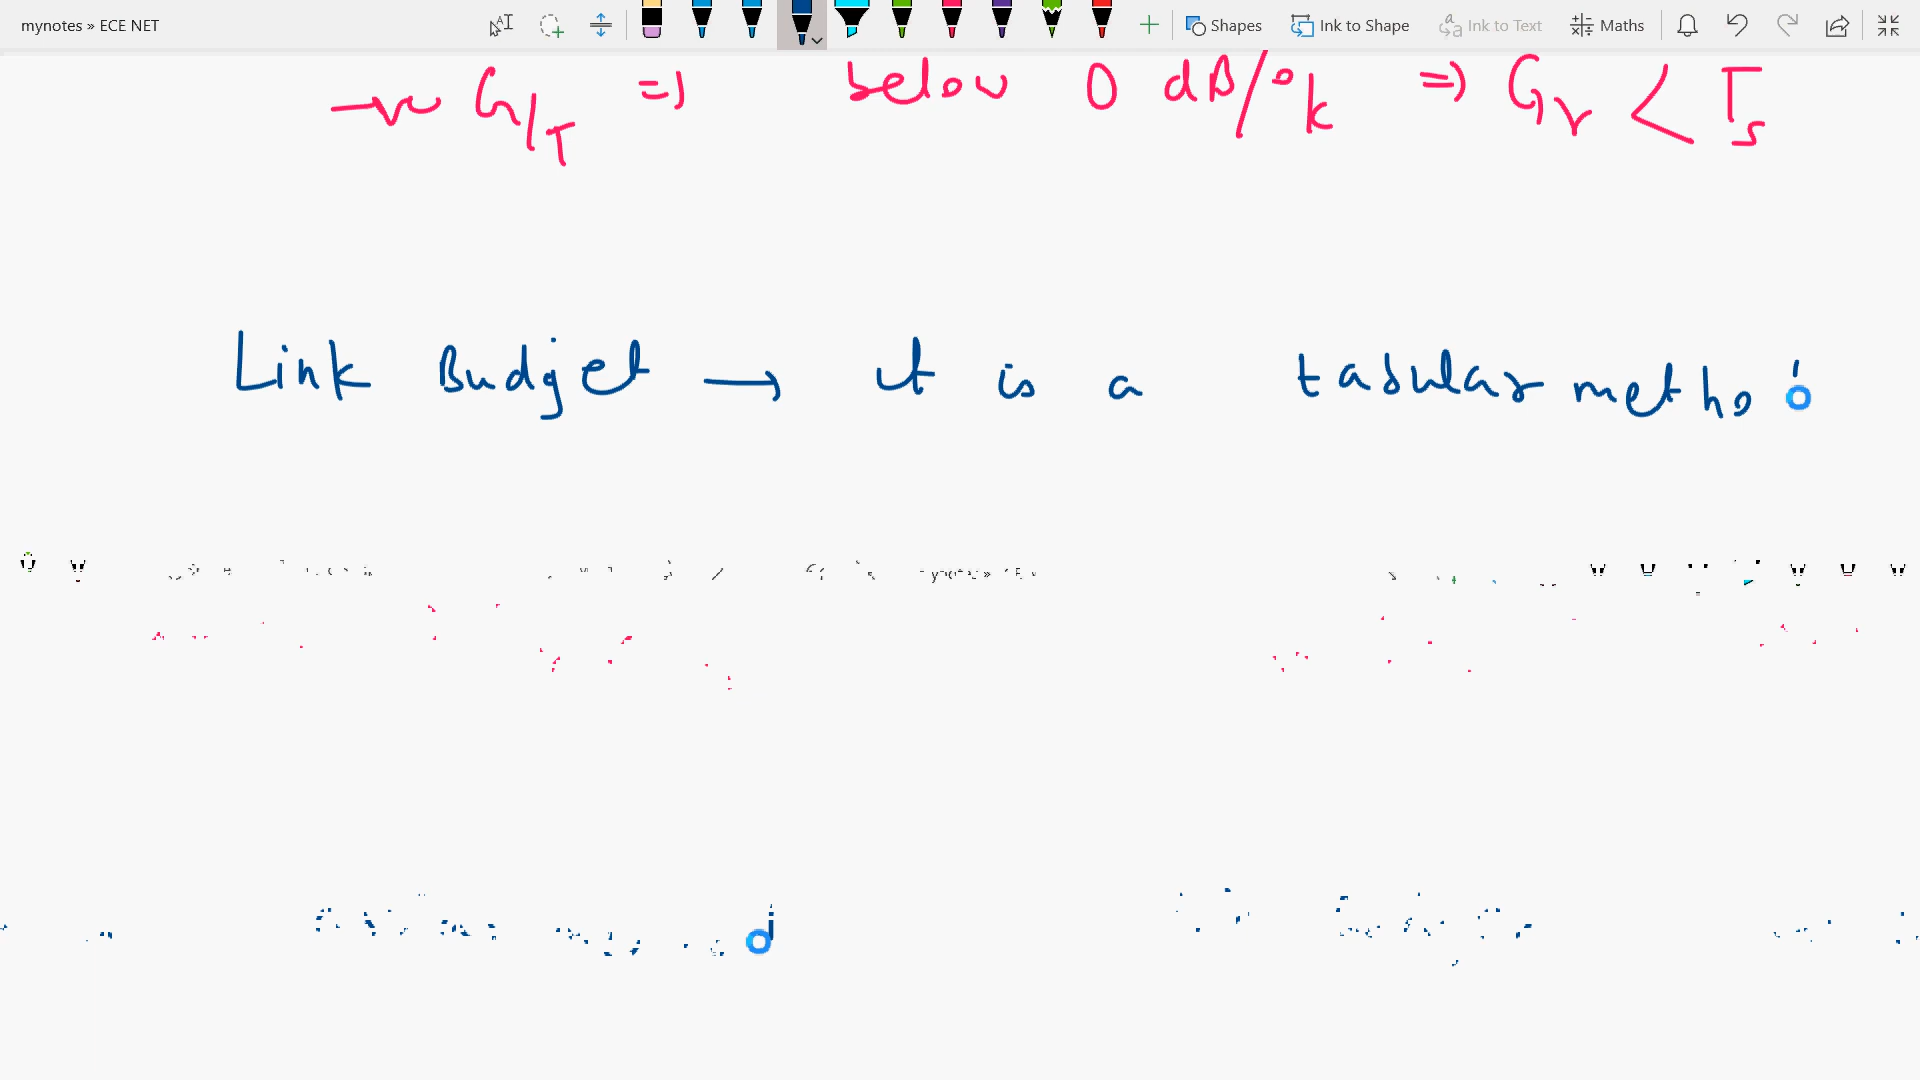 mynotes » ECE NET Shapes Ink to Shape Ink to Text Maths
-ve G/T => below 0 dB/°k => Gr < Ts
Link Budget → it is a tabular method